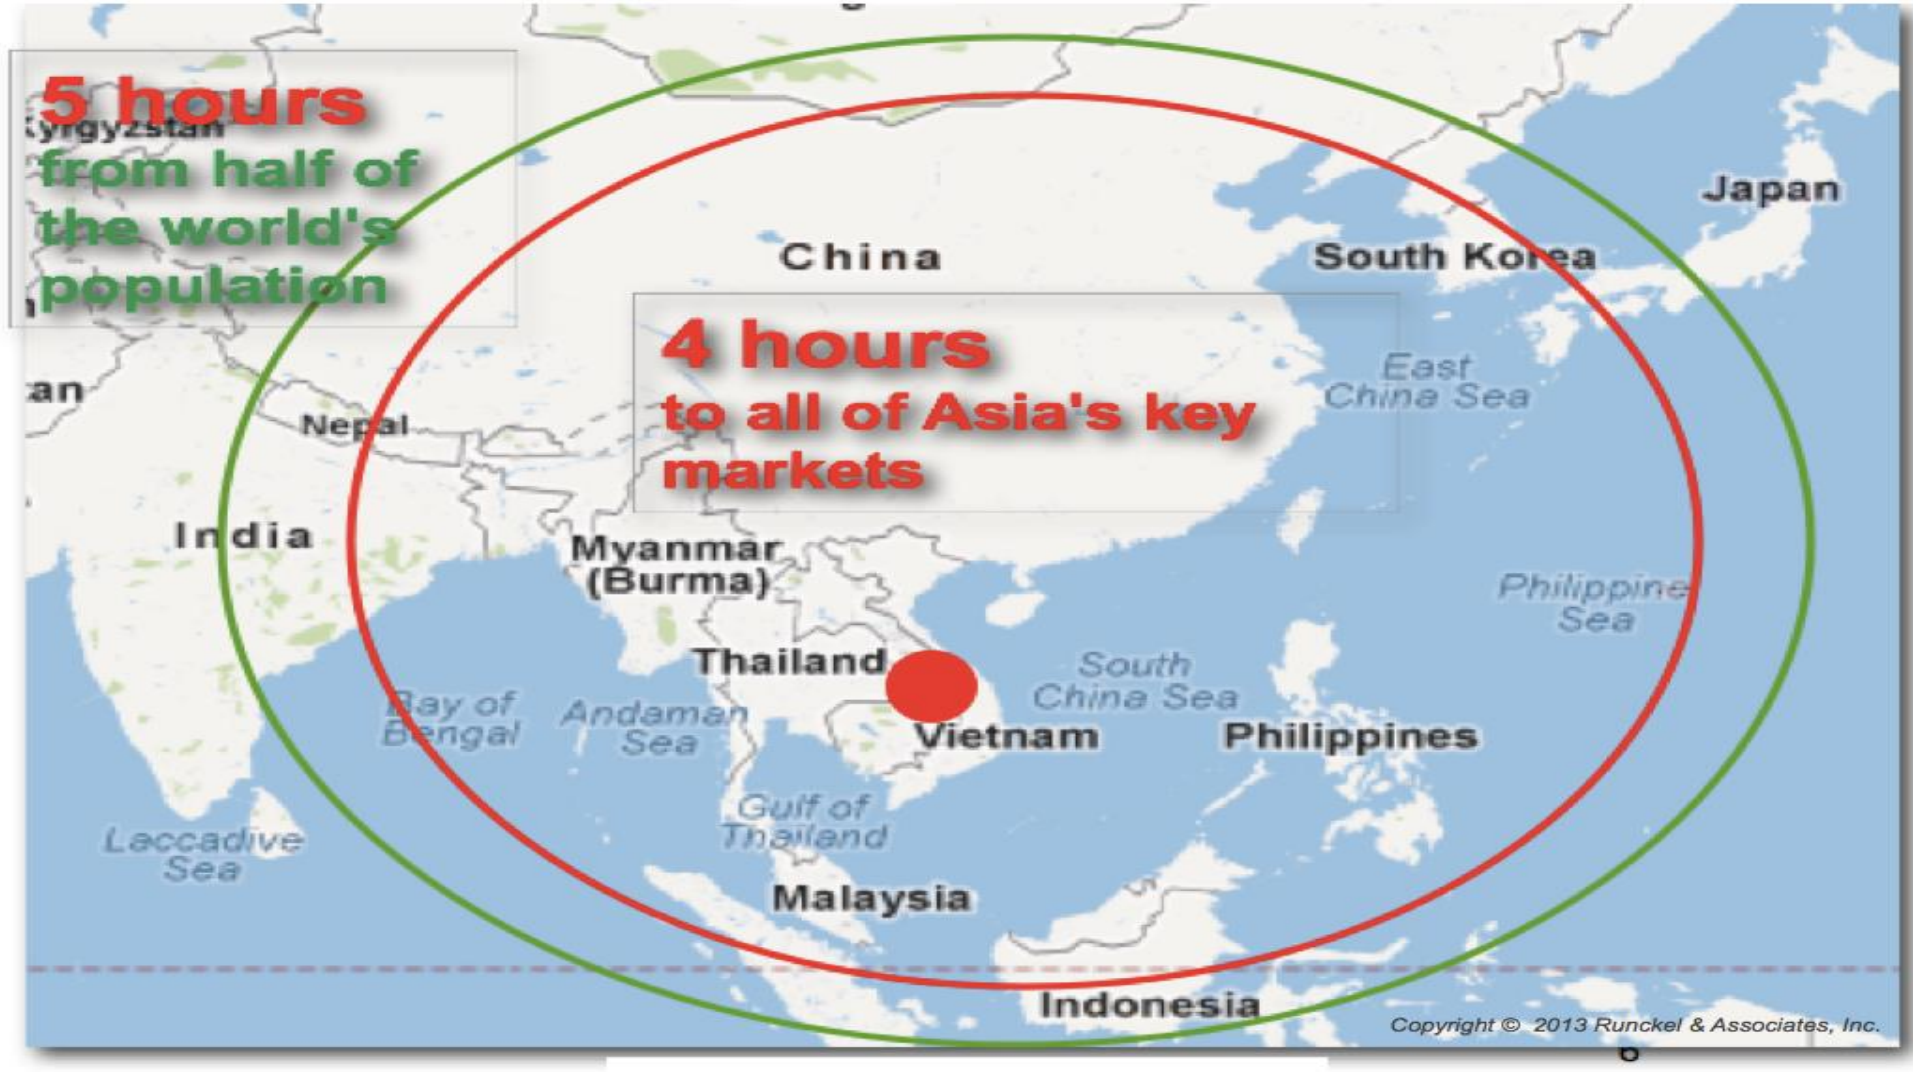 5 hours
Kyrgyzstan
from half of
the world's
population
China
Japan
South Korea
4 hours
to all of Asia's key
markets
East
China Sea
Nepal
India
Myanmar
(Burma)
Philippine
Sea
Thailand
South
China Sea
Bay of
Bengal
Andaman
Sea
Vietnam
Philippines
Gulf of
Thailand
Laccadive
Sea
Malaysia
Indonesia
Copyright © 2013 Runckel & Associates, Inc.
6